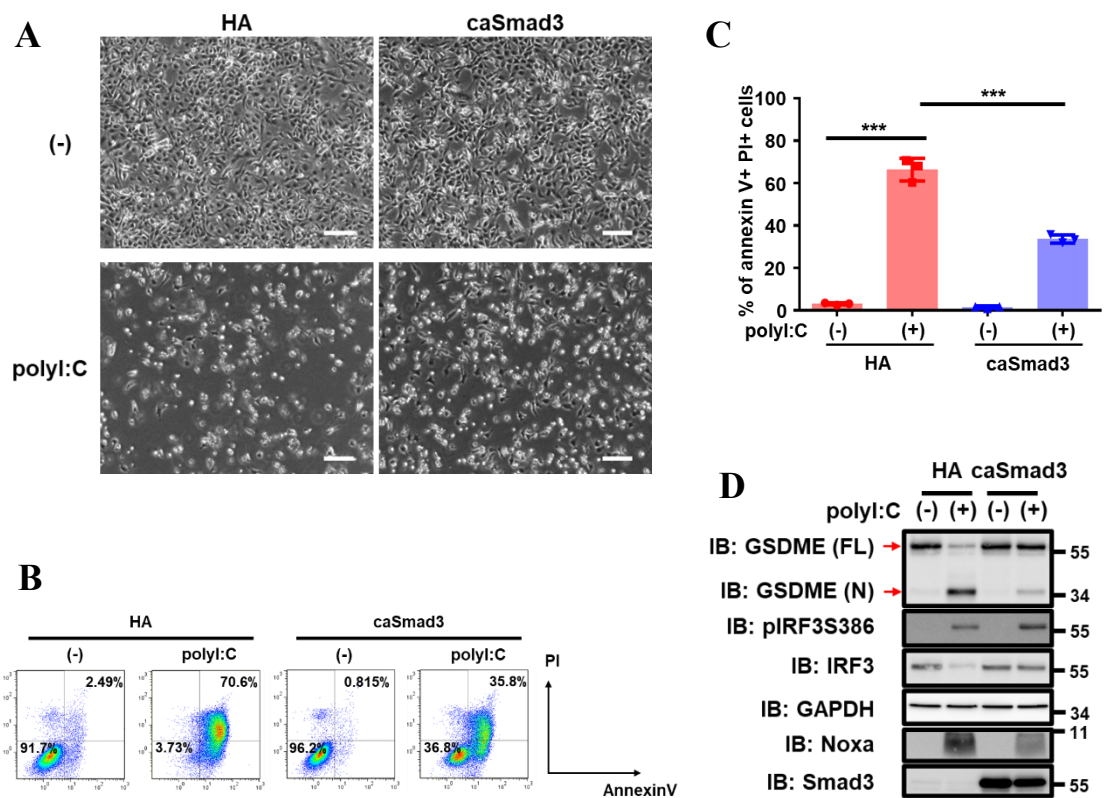 A
HA
caSmad3
(-)
polyI:C
B
HA
caSmad3
(-)
polyI:C
(-)
polyI:C
2.49%
70.6%
0.815%
35.8%
91.7%
3.73%
96.2%
36.8%
PI
AnnexinV
C
% of annexin V+ PI+ cells
100
80
60
40
20
0
***
***
polyI:C (-) (+) (-) (+)
HA
caSmad3
D
HA caSmad3
polyI:C (-) (+) (-) (+)
IB: GSDME (FL)
55
IB: GSDME (N)
34
IB: pIRF3S386
55
IB: IRF3
55
IB: GAPDH
34
IB: Noxa
11
IB: Smad3
55